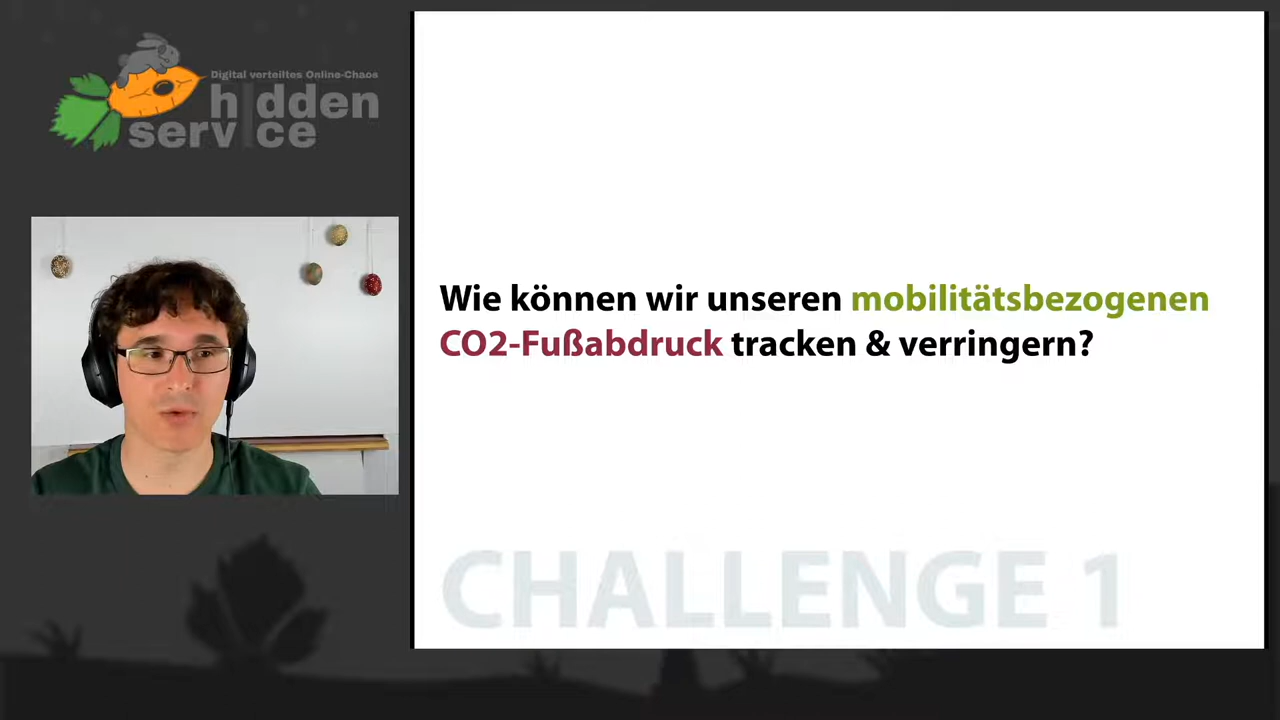 Digital verteiltes Online-Chaos
hidden
service
Wie können wir unseren mobilitätsbezogenen
CO2-Fußabdruck tracken & verringern?
CHALLENGE 1